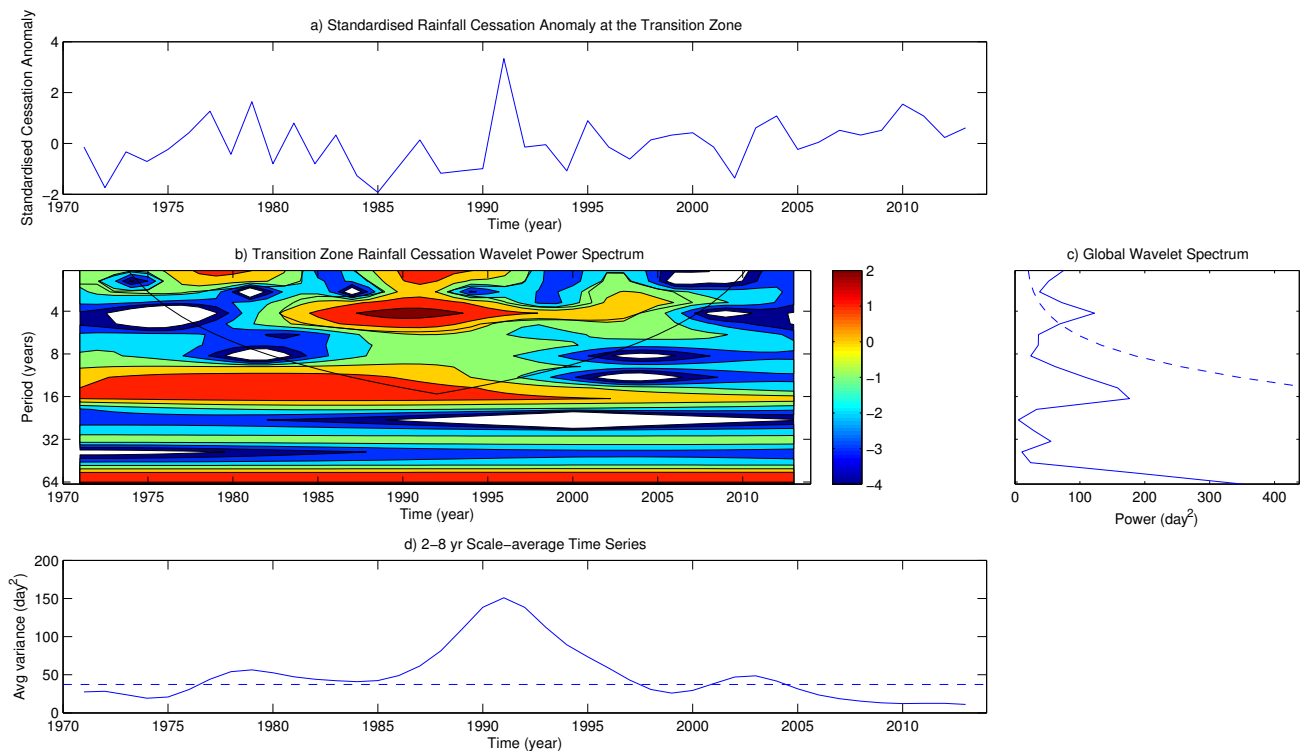 a) Standardised Rainfall Cessation Anomaly at the Transition Zone
Standardised Cessation Anomaly
4
2
0
−2
1970 1975 1980 1985 1990 1995 2000 2005 2010
Time (year)
b) Transition Zone Rainfall Cessation Wavelet Power Spectrum
Period (years)
4
8
16
32
64
1970 1975 1980 1985 1990 1995 2000 2005 2010
Time (year)
2
1
0
−1
−2
−3
−4
c) Global Wavelet Spectrum
0 100 200 300 400
Power (day²)
d) 2−8 yr Scale−average Time Series
Avg variance (day²)
200
150
100
50
0
1970 1975 1980 1985 1990 1995 2000 2005 2010
Time (year)